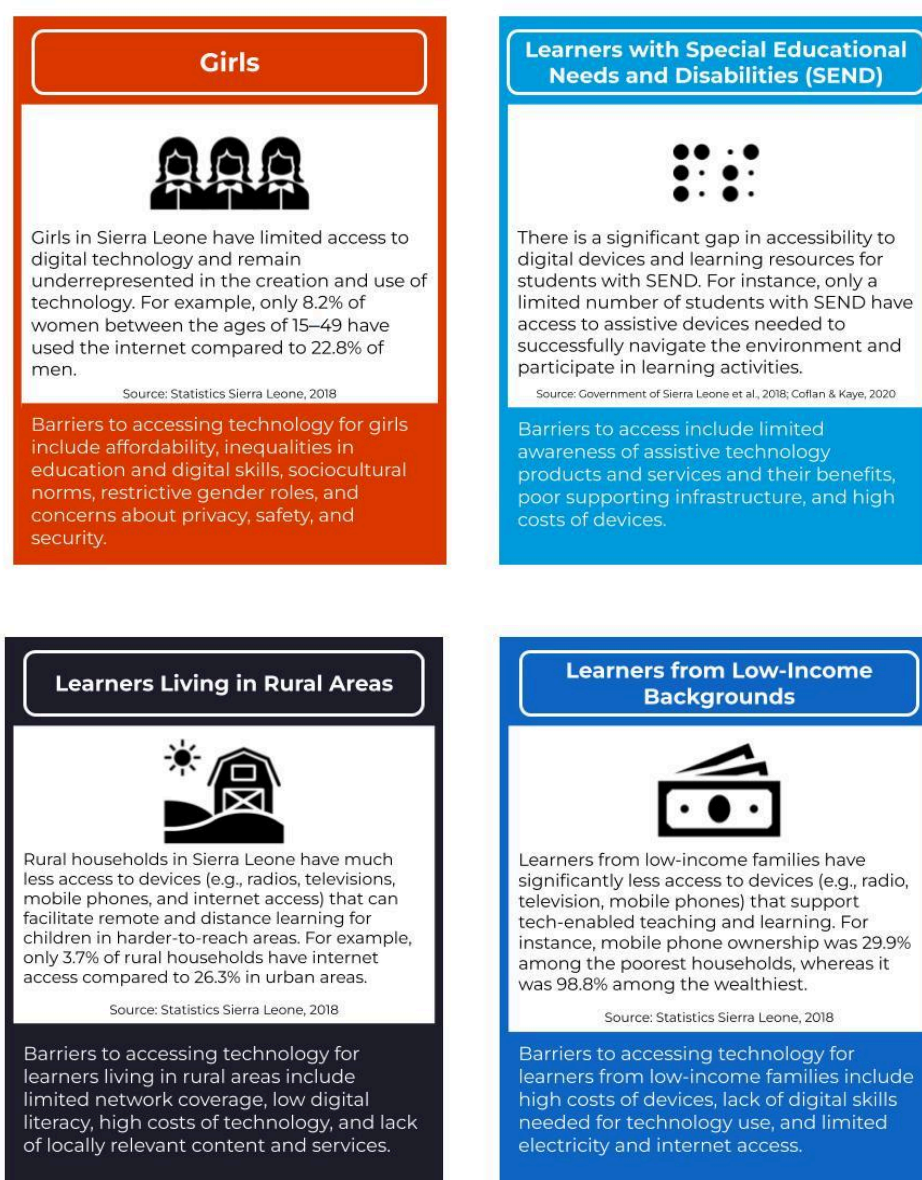 Girls
Girls in Sierra Leone have limited access to
digital technology and remain
underrepresented in the creation and use of
technology. For example, only 8.2% of
women between the ages of 15–49 have
used the internet compared to 22.8% of
men.
Source: Statistics Sierra Leone, 2018
Barriers to accessing technology for girls
include affordability, inequalities in
education and digital skills, sociocultural
norms, restrictive gender roles, and
concerns about privacy, safety, and
security.
Learners with Special Educational
Needs and Disabilities (SEND)
There is a significant gap in accessibility to
digital devices and learning resources for
students with SEND. For instance, only a
limited number of students with SEND have
access to assistive devices needed to
successfully navigate the environment and
participate in learning activities.
Source: Government of Sierra Leone et al., 2018; Coflan & Kaye, 2020
Barriers to access include limited
awareness of assistive technology
products and services and their benefits,
poor supporting infrastructure, and high
costs of devices.
Learners Living in Rural Areas
Rural households in Sierra Leone have much
less access to devices (e.g., radios, televisions,
mobile phones, and internet access) that can
facilitate remote and distance learning for
children in harder-to-reach areas. For example,
only 3.7% of rural households have internet
access compared to 26.3% in urban areas.
Source: Statistics Sierra Leone, 2018
Barriers to accessing technology for
learners living in rural areas include
limited network coverage, low digital
literacy, high costs of technology, and lack
of locally relevant content and services.
Learners from Low-Income
Backgrounds
Learners from low-income families have
significantly less access to devices (e.g., radio,
television, mobile phones) that support
tech-enabled teaching and learning. For
instance, mobile phone ownership was 29.9%
among the poorest households, whereas it
was 98.8% among the wealthiest.
Source: Statistics Sierra Leone, 2018
Barriers to accessing technology for
learners from low-income families include
high costs of devices, lack of digital skills
needed for technology use, and limited
electricity and internet access.